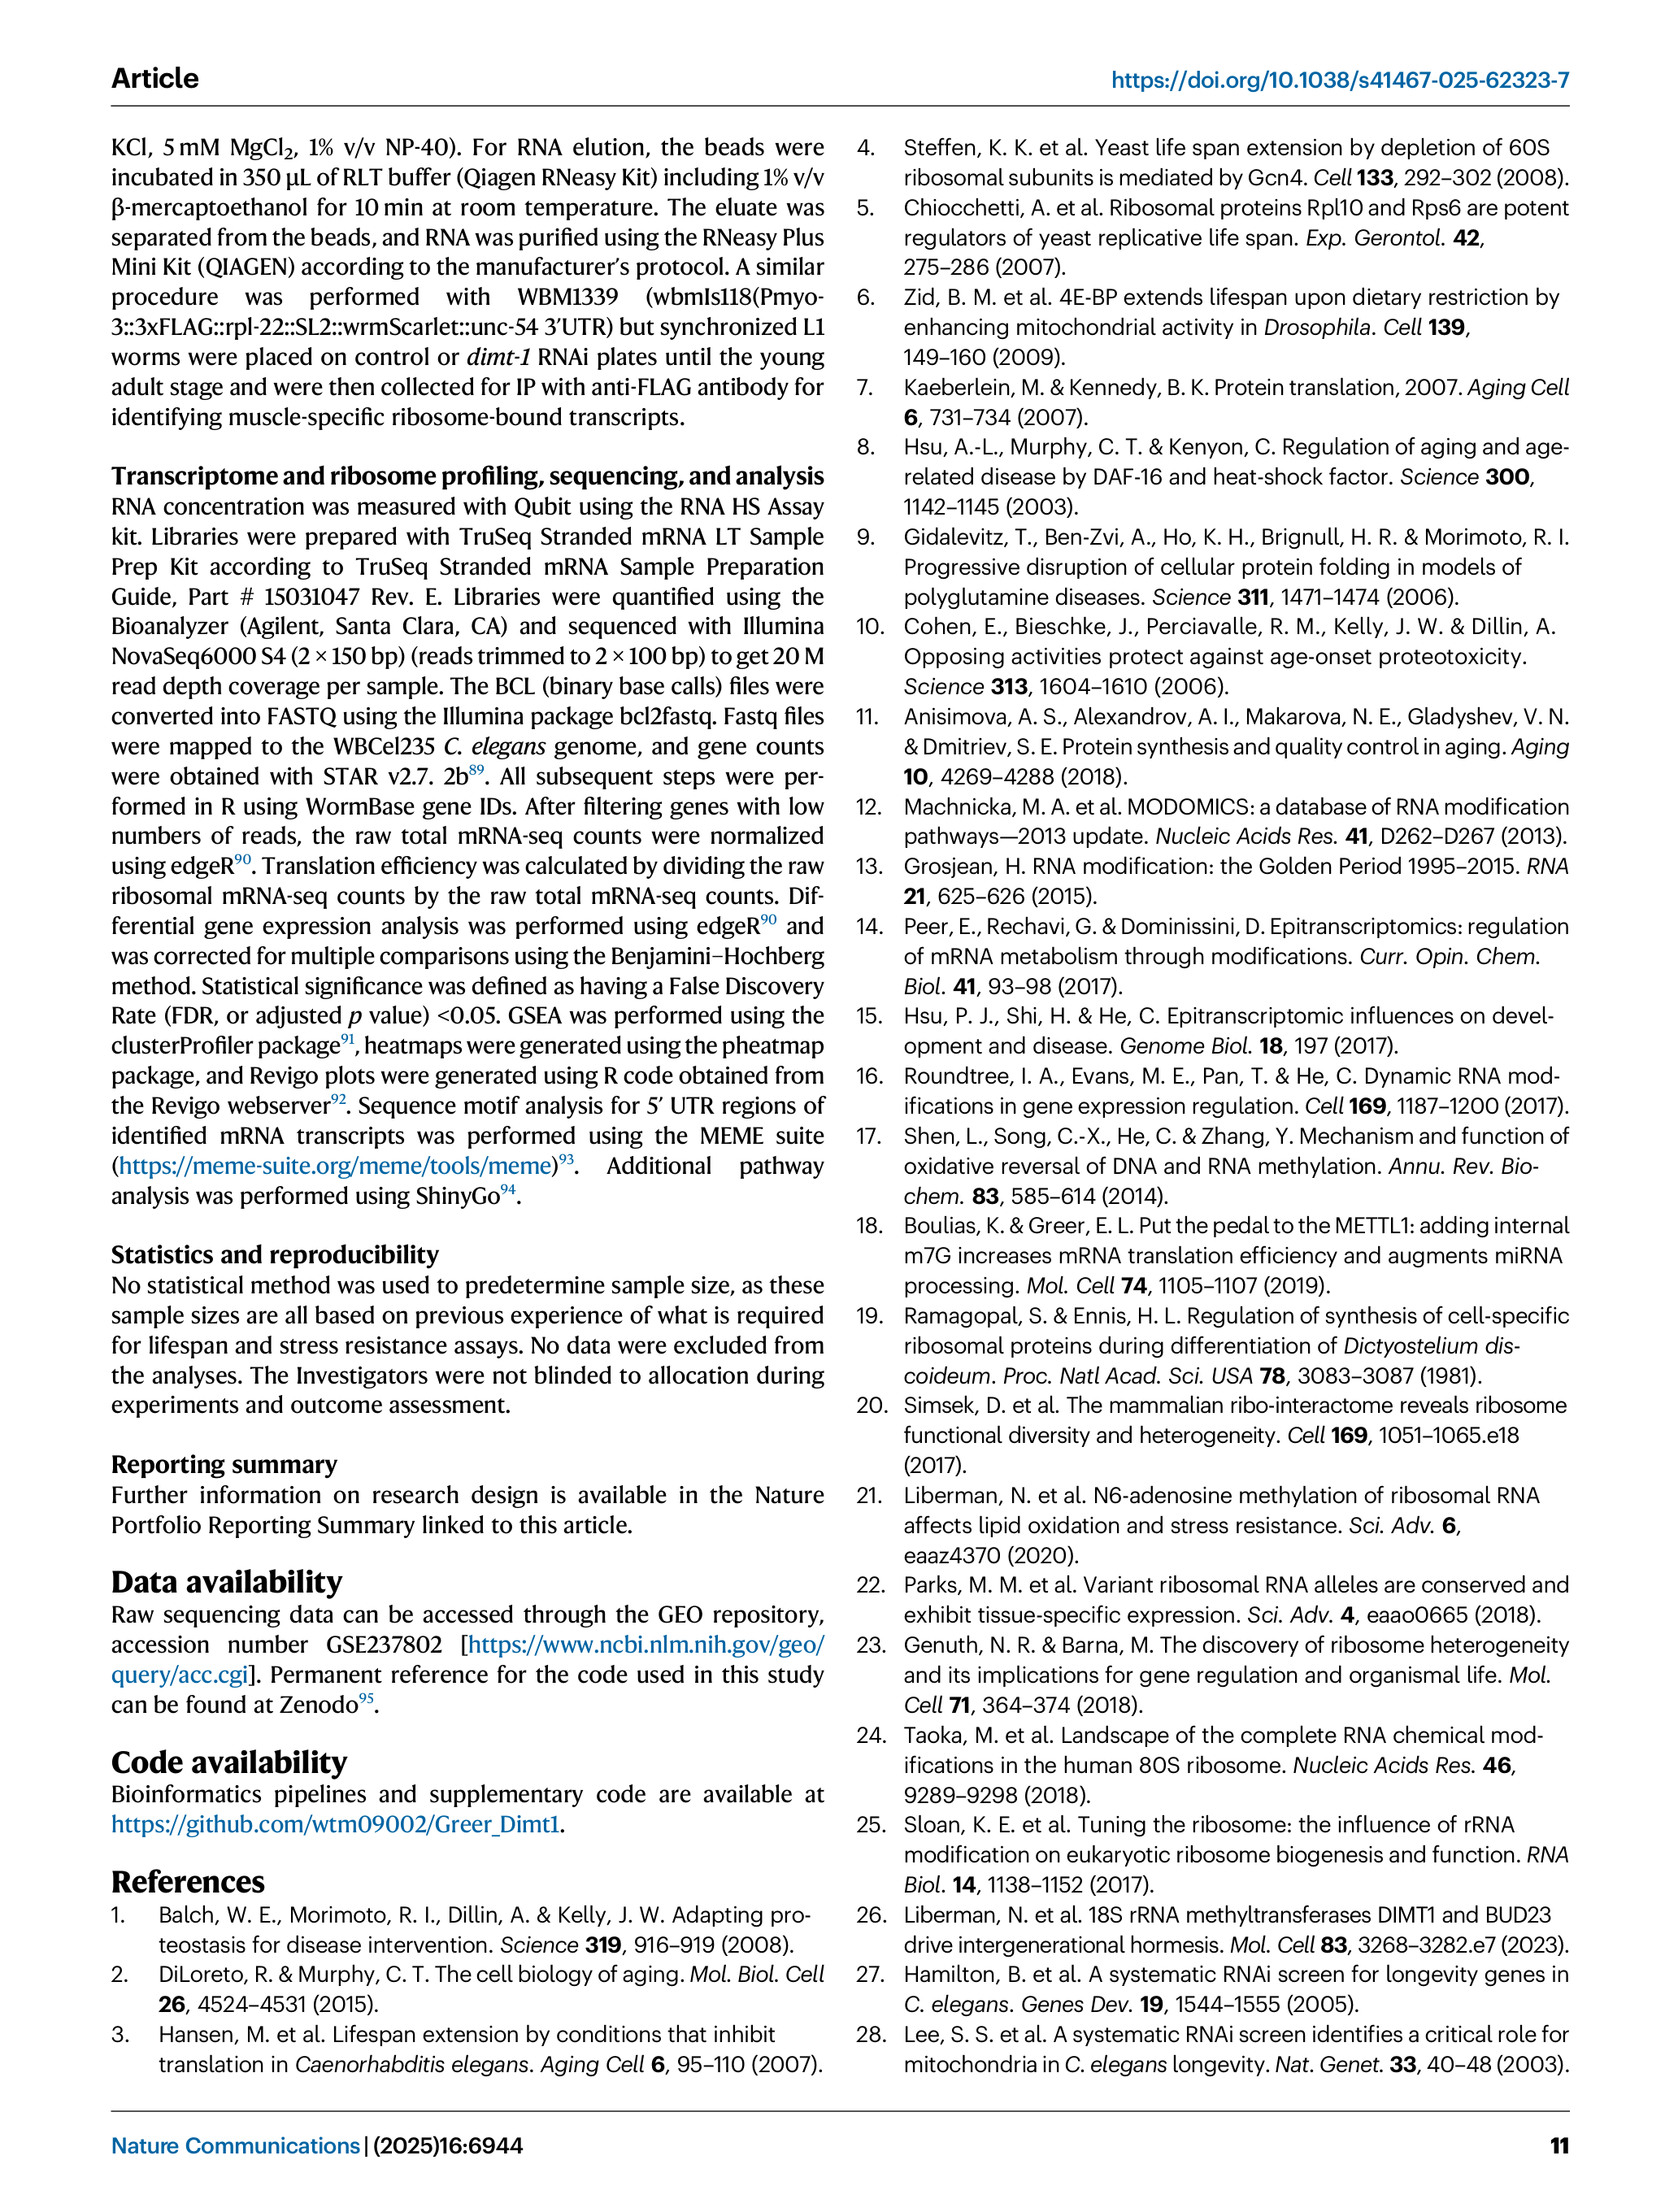 Article
https://doi.org/10.1038/s41467-025-62323-7
KCl, 5 mM MgCl2, 1% v/v NP-40). For RNA elution, the beads were
incubated in 350 µL of RLT buffer (Qiagen RNeasy Kit) including 1% v/v
β-mercaptoethanol for 10 min at room temperature. The eluate was
separated from the beads, and RNA was purified using the RNeasy Plus
Mini Kit (QIAGEN) according to the manufacturer's protocol. A similar
procedure was performed with WBM1339 (wbmIs118(Pmyo-
3::3xFLAG::rpl-22::SL2::wrmScarlet::unc-54 3'UTR) but synchronized L1
worms were placed on control or dimt-1 RNAi plates until the young
adult stage and were then collected for IP with anti-FLAG antibody for
identifying muscle-specific ribosome-bound transcripts.
Transcriptome and ribosome profiling, sequencing, and analysis
RNA concentration was measured with Qubit using the RNA HS Assay
kit. Libraries were prepared with TruSeq Stranded mRNA LT Sample
Prep Kit according to TruSeq Stranded mRNA Sample Preparation
Guide, Part # 15031047 Rev. E. Libraries were quantified using the
Bioanalyzer (Agilent, Santa Clara, CA) and sequenced with Illumina
NovaSeq6000 S4 (2 × 150 bp) (reads trimmed to 2 × 100 bp) to get 20 M
read depth coverage per sample. The BCL (binary base calls) files were
converted into FASTQ using the Illumina package bcl2fastq. Fastq files
were mapped to the WBCel235 C. elegans genome, and gene counts
were obtained with STAR v2.7. 2b89. All subsequent steps were per-
formed in R using WormBase gene IDs. After filtering genes with low
numbers of reads, the raw total mRNA-seq counts were normalized
using edgeR90. Translation efficiency was calculated by dividing the raw
ribosomal mRNA-seq counts by the raw total mRNA-seq counts. Dif-
ferential gene expression analysis was performed using edgeR90 and
was corrected for multiple comparisons using the Benjamini–Hochberg
method. Statistical significance was defined as having a False Discovery
Rate (FDR, or adjusted p value) <0.05. GSEA was performed using the
clusterProfiler package91, heatmaps were generated using the pheatmap
package, and Revigo plots were generated using R code obtained from
the Revigo webserver92. Sequence motif analysis for 5' UTR regions of
identified mRNA transcripts was performed using the MEME suite
(https://meme-suite.org/meme/tools/meme)93. Additional pathway
analysis was performed using ShinyGo94.
Statistics and reproducibility
No statistical method was used to predetermine sample size, as these
sample sizes are all based on previous experience of what is required
for lifespan and stress resistance assays. No data were excluded from
the analyses. The Investigators were not blinded to allocation during
experiments and outcome assessment.
Reporting summary
Further information on research design is available in the Nature
Portfolio Reporting Summary linked to this article.
Data availability
Raw sequencing data can be accessed through the GEO repository,
accession number GSE237802 [https://www.ncbi.nlm.nih.gov/geo/
query/acc.cgi]. Permanent reference for the code used in this study
can be found at Zenodo95.
Code availability
Bioinformatics pipelines and supplementary code are available at
https://github.com/wtm09002/Greer_Dimt1.
References
1. Balch, W. E., Morimoto, R. I., Dillin, A. & Kelly, J. W. Adapting pro-
teostasis for disease intervention. Science 319, 916–919 (2008).
2. DiLoreto, R. & Murphy, C. T. The cell biology of aging. Mol. Biol. Cell
26, 4524–4531 (2015).
3. Hansen, M. et al. Lifespan extension by conditions that inhibit
translation in Caenorhabditis elegans. Aging Cell 6, 95–110 (2007).
4. Steffen, K. K. et al. Yeast life span extension by depletion of 60S
ribosomal subunits is mediated by Gcn4. Cell 133, 292–302 (2008).
5. Chiocchetti, A. et al. Ribosomal proteins Rpl10 and Rps6 are potent
regulators of yeast replicative life span. Exp. Gerontol. 42,
275–286 (2007).
6. Zid, B. M. et al. 4E-BP extends lifespan upon dietary restriction by
enhancing mitochondrial activity in Drosophila. Cell 139,
149–160 (2009).
7. Kaeberlein, M. & Kennedy, B. K. Protein translation, 2007. Aging Cell
6, 731–734 (2007).
8. Hsu, A.-L., Murphy, C. T. & Kenyon, C. Regulation of aging and age-
related disease by DAF-16 and heat-shock factor. Science 300,
1142–1145 (2003).
9. Gidalevitz, T., Ben-Zvi, A., Ho, K. H., Brignull, H. R. & Morimoto, R. I.
Progressive disruption of cellular protein folding in models of
polyglutamine diseases. Science 311, 1471–1474 (2006).
10. Cohen, E., Bieschke, J., Perciavalle, R. M., Kelly, J. W. & Dillin, A.
Opposing activities protect against age-onset proteotoxicity.
Science 313, 1604–1610 (2006).
11. Anisimova, A. S., Alexandrov, A. I., Makarova, N. E., Gladyshev, V. N.
& Dmitriev, S. E. Protein synthesis and quality control in aging. Aging
10, 4269–4288 (2018).
12. Machnicka, M. A. et al. MODOMICS: a database of RNA modification
pathways—2013 update. Nucleic Acids Res. 41, D262–D267 (2013).
13. Grosjean, H. RNA modification: the Golden Period 1995–2015. RNA
21, 625–626 (2015).
14. Peer, E., Rechavi, G. & Dominissini, D. Epitranscriptomics: regulation
of mRNA metabolism through modifications. Curr. Opin. Chem.
Biol. 41, 93–98 (2017).
15. Hsu, P. J., Shi, H. & He, C. Epitranscriptomic influences on devel-
opment and disease. Genome Biol. 18, 197 (2017).
16. Roundtree, I. A., Evans, M. E., Pan, T. & He, C. Dynamic RNA mod-
ifications in gene expression regulation. Cell 169, 1187–1200 (2017).
17. Shen, L., Song, C.-X., He, C. & Zhang, Y. Mechanism and function of
oxidative reversal of DNA and RNA methylation. Annu. Rev. Bio-
chem. 83, 585–614 (2014).
18. Boulias, K. & Greer, E. L. Put the pedal to the METTL1: adding internal
m7G increases mRNA translation efficiency and augments miRNA
processing. Mol. Cell 74, 1105–1107 (2019).
19. Ramagopal, S. & Ennis, H. L. Regulation of synthesis of cell-specific
ribosomal proteins during differentiation of Dictyostelium dis-
coideum. Proc. Natl Acad. Sci. USA 78, 3083–3087 (1981).
20. Simsek, D. et al. The mammalian ribo-interactome reveals ribosome
functional diversity and heterogeneity. Cell 169, 1051–1065.e18
(2017).
21. Liberman, N. et al. N6-adenosine methylation of ribosomal RNA
affects lipid oxidation and stress resistance. Sci. Adv. 6,
eaaz4370 (2020).
22. Parks, M. M. et al. Variant ribosomal RNA alleles are conserved and
exhibit tissue-specific expression. Sci. Adv. 4, eaao0665 (2018).
23. Genuth, N. R. & Barna, M. The discovery of ribosome heterogeneity
and its implications for gene regulation and organismal life. Mol.
Cell 71, 364–374 (2018).
24. Taoka, M. et al. Landscape of the complete RNA chemical mod-
ifications in the human 80S ribosome. Nucleic Acids Res. 46,
9289–9298 (2018).
25. Sloan, K. E. et al. Tuning the ribosome: the influence of rRNA
modification on eukaryotic ribosome biogenesis and function. RNA
Biol. 14, 1138–1152 (2017).
26. Liberman, N. et al. 18S rRNA methyltransferases DIMT1 and BUD23
drive intergenerational hormesis. Mol. Cell 83, 3268–3282.e7 (2023).
27. Hamilton, B. et al. A systematic RNAi screen for longevity genes in
C. elegans. Genes Dev. 19, 1544–1555 (2005).
28. Lee, S. S. et al. A systematic RNAi screen identifies a critical role for
mitochondria in C. elegans longevity. Nat. Genet. 33, 40–48 (2003).
Nature Communications | (2025)16:6944
11